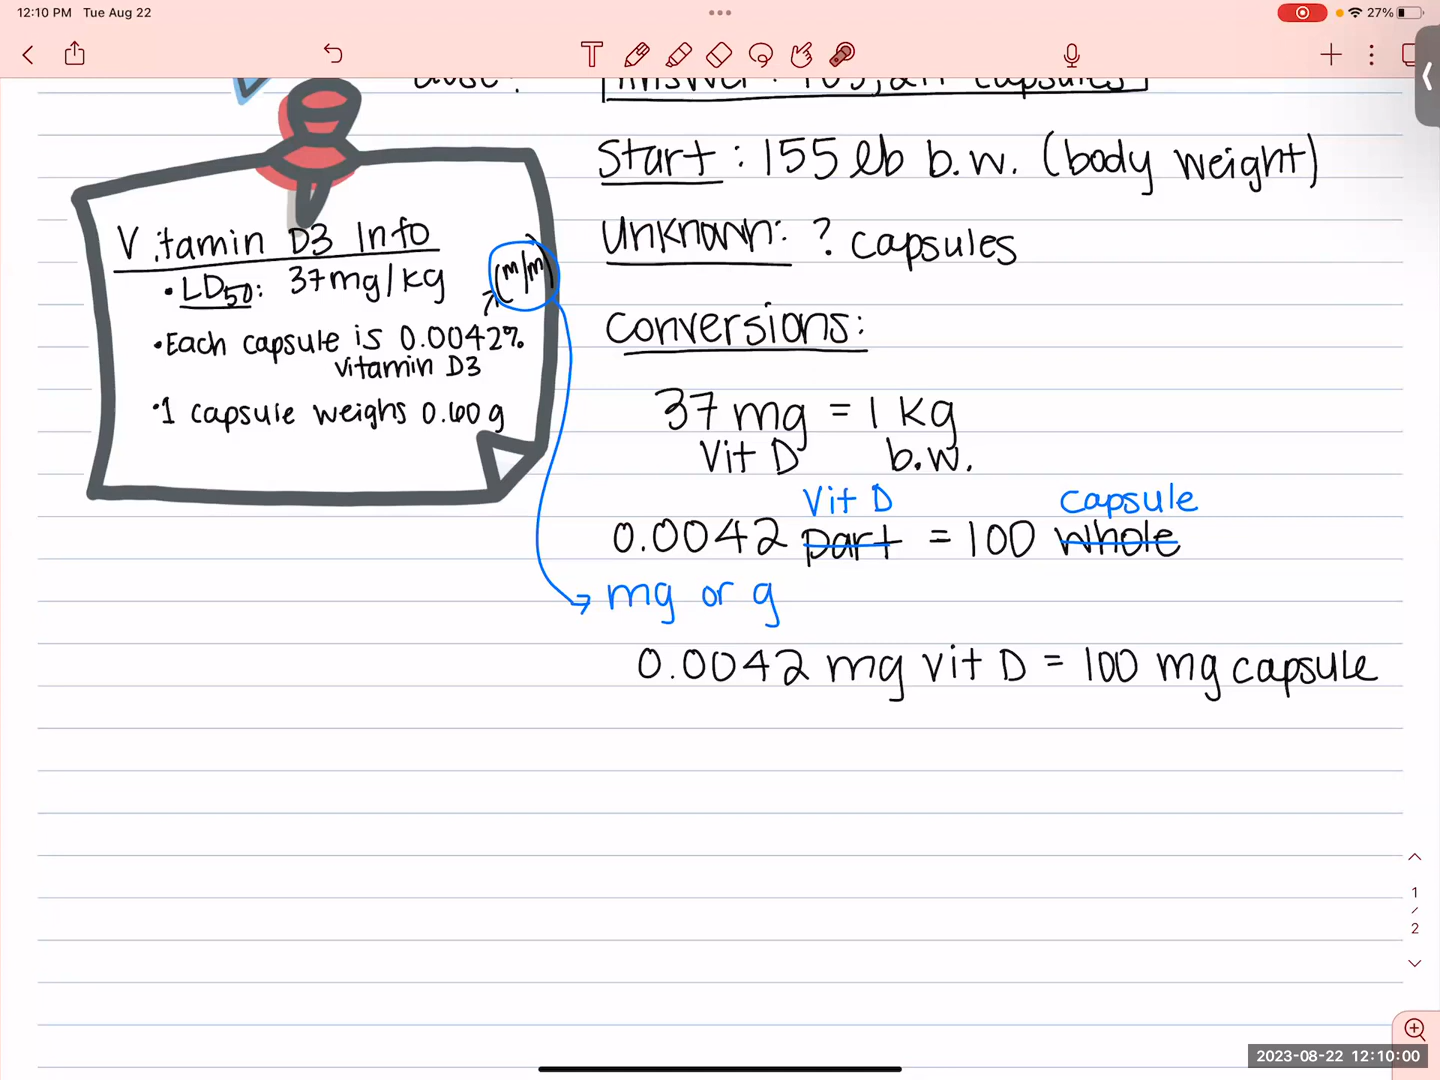 12:10 PM Tue Aug 22
27%
Start: 155 lb b.w. (body weight)
Unknown: ? capsules
Vitamin D3 Info
• LD50: 37mg/kg
(m/m)
• Each capsule is 0.0042%
vitamin D3
• 1 capsule weighs 0.60 g
Conversions:
37 mg = 1 kg
Vit D b.w.
Vit D capsule
0.0042 part = 100 whole
mg or g
0.0042 mg vit D = 100 mg capsule
1
/
2
2023-08-22 12:10:00